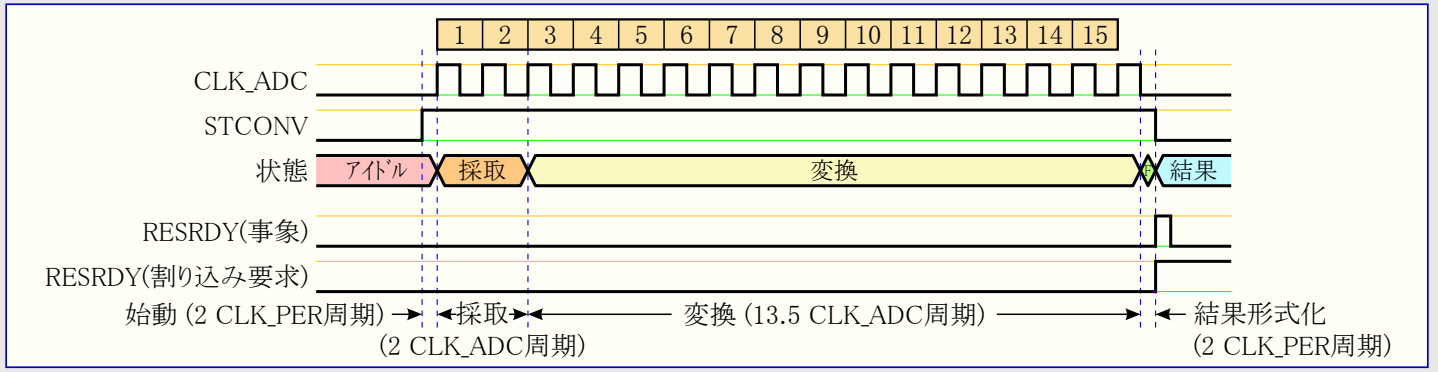 1 2 3 4 5 6 7 8 9 10 11 12 13 14 15
CLK_ADC
STCONV
状態 ｱｲﾄﾞﾙ 採取 変換 F 結果
RESRDY(事象)
RESRDY(割り込み要求)
始動 (2 CLK_PER周期) 採取 変換 (13.5 CLK_ADC周期) 結果形式化
(2 CLK_ADC周期) (2 CLK_PER周期)